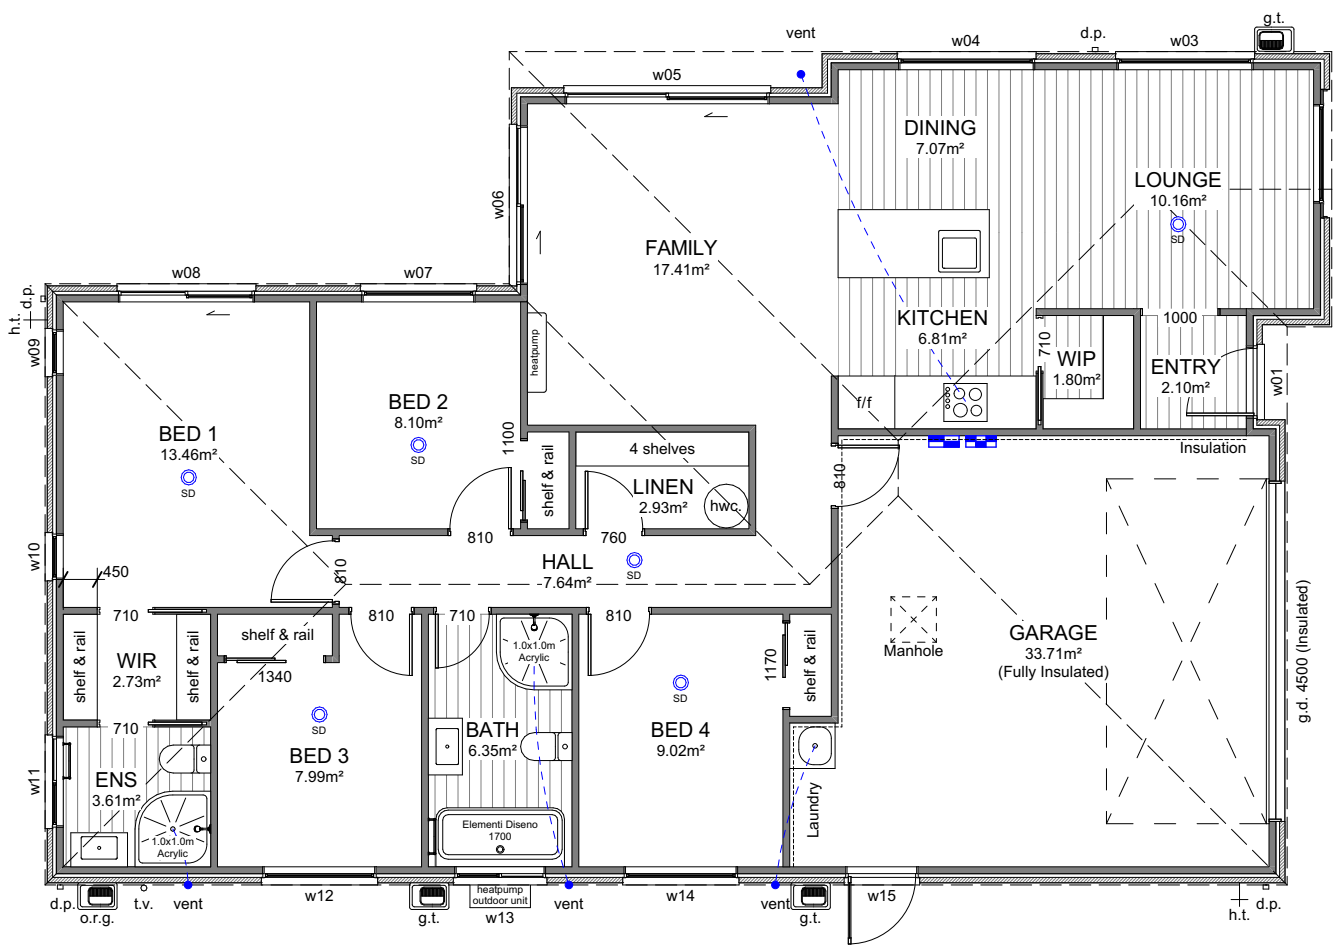 g.t.
vent
w04
d.p.
w03
w05
DINING
7.07m²
LOUNGE
10.16m²
SD
w06
FAMILY
17.41m²
w08
w07
h.t.
d.p.
w09
heatpump
KITCHEN
6.81m²
1000
710
WIP
1.80m²
ENTRY
2.10m²
w01
f/f
BED 2
8.10m²
SD
BED 1
13.46m²
SD
1100
shelf & rail
4 shelves
LINEN
2.93m²
hwc.
810
Insulation
w10
450
810
760
HALL
7.64m²
SD
810
710
810
710
810
shelf & rail
WIR
2.73m²
shelf & rail
shelf & rail
1340
1.0x1.0m
Acrylic
1170
shelf & rail
Manhole
GARAGE
33.71m²
(Fully Insulated)
g.d. 4500 (Insulated)
SD
SD
710
BED 3
7.99m²
BATH
6.35m²
BED 4
9.02m²
w11
ENS
3.61m²
1.0x1.0m
Acrylic
Elementi Diseno
1700
Laundry
d.p.
o.r.g.
t.v.
vent
w12
g.t.
heatpump
outdoor unit
w13
vent
w14
vent
g.t.
w15
h.t.
d.p.